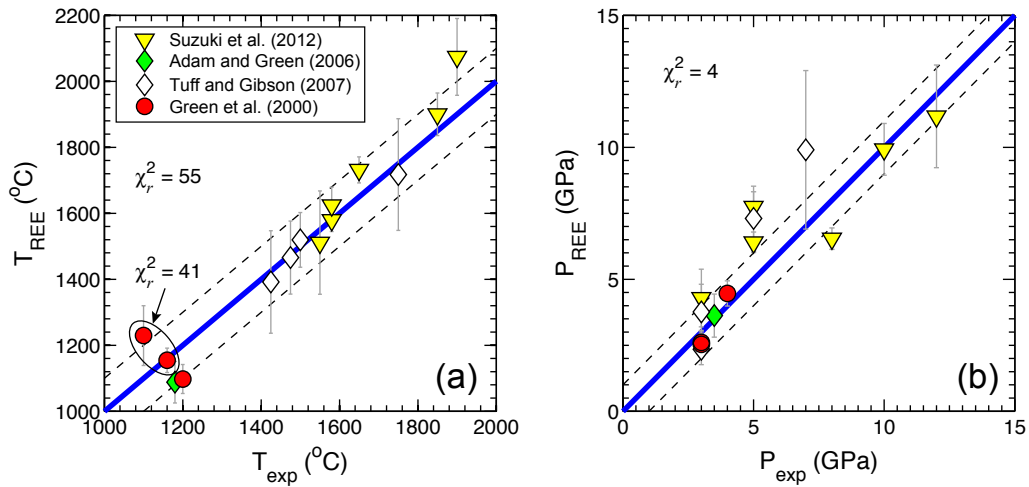 2200
2000
1800
1600
1400
1200
1000
1000
1200
1400
1600
1800
2000
T_REE (°C)
T_exp (°C)
Suzuki et al. (2012)
Adam and Green (2006)
Tuff and Gibson (2007)
Green et al. (2000)
χ_r^2 = 55
χ_r^2 = 41
(a)
15
10
5
0
0
5
10
15
P_REE (GPa)
P_exp (GPa)
χ_r^2 = 4
(b)